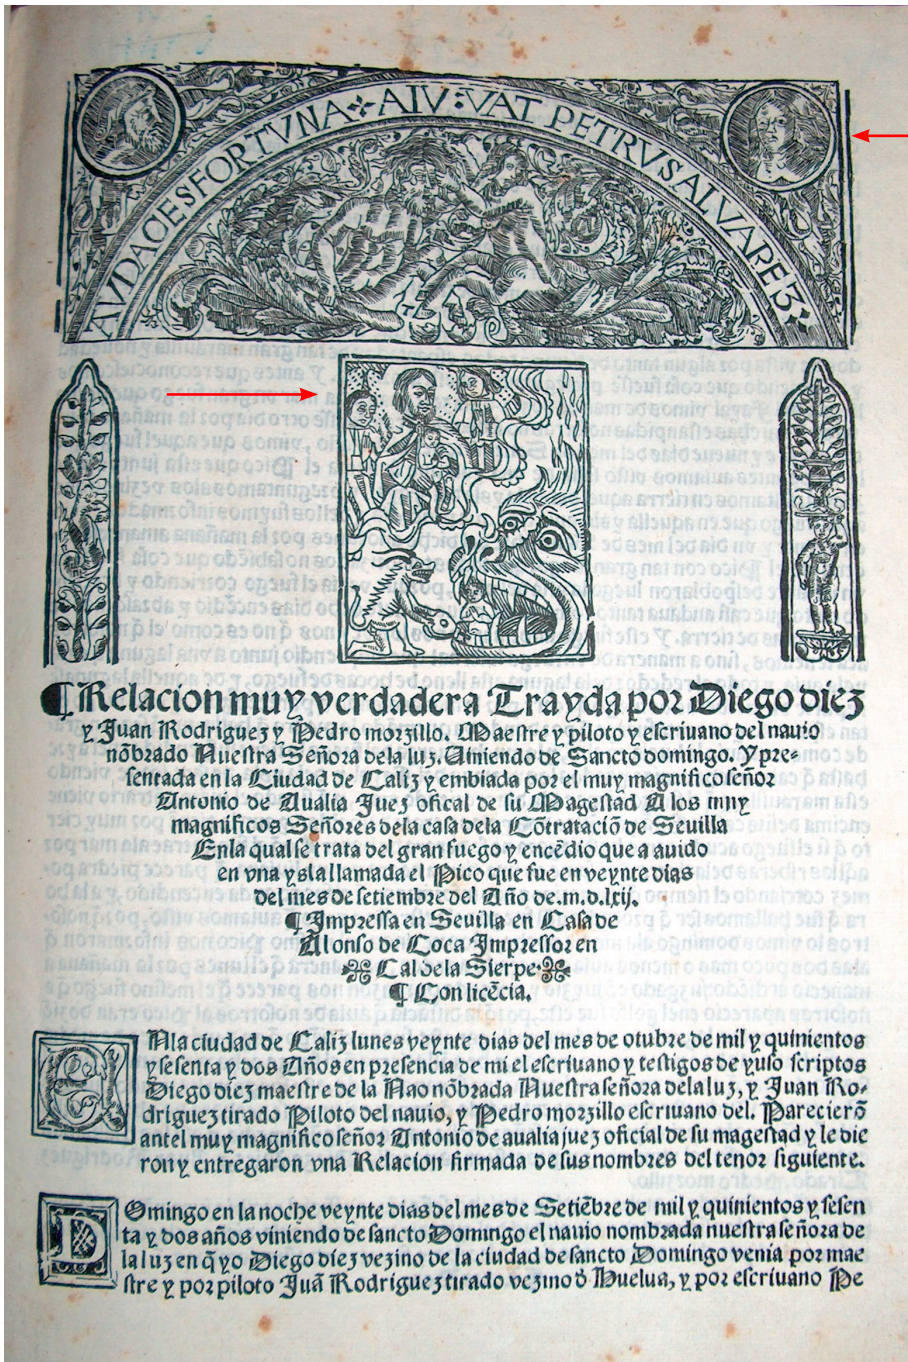 AVDACES FORTVNA AIV : VAT PETRVS ALVAREZ
¶ Relacion muy verdadera Trayda por Diego diez
y Juan Rodriguez y Pedro morzillo. Maestre y piloto y escriuano del nauio
nõbrado Nuestra Señora dela luz. Uiniendo de Sancto domingo. Y pre-
sentada en la Ciudad de Caliz y embiada por el muy magnifico señor
Antonio de Aualia Juez oficial de su Magestad A los muy
magnificos Señores dela casa dela Cõtrataciõ de Seuilla
Enla qual se trata del gran fuego y encẽdio que a auido
en vna ysla llamada el Pico que fue en veynte dias
del mes de setiembre del Año de.m.d.lxij.
¶ Impressa en Seuilla en Casa de
Alonso de Coca Impressor en
Cal dela Sierpe
¶ Con licẽcia.
ENla ciudad de Caliz lunes veynte dias del mes de otubre de mil y quinientos
y sesenta y dos Años en presencia de mi el escriuano y testigos de yuso scriptos
Diego diez maestre de la Nao nõbrada Nuestra señora dela luz, y Juan Ro-
driguez tirado Piloto del nauio, y Pedro morzillo escriuano del. Parecierõ
antel muy magnifico señor Antonio de aualia juez oficial de su magestad y le die
ron y entregaron vna Relacion firmada de sus nombres del tenor siguiente.
DOmingo en la noche veynte dias del mes de Setiẽbre de mil y quinientos y sesen
ta y dos años viniendo de sancto Domingo el nauio nombrada nuestra señora de
la luz en q̃ yo Diego diez vezino de la ciudad de sancto Domingo venia por mae
stre y por piloto Juã Rodriguez tirado vezino đ Huelua, y por escriuano Pe